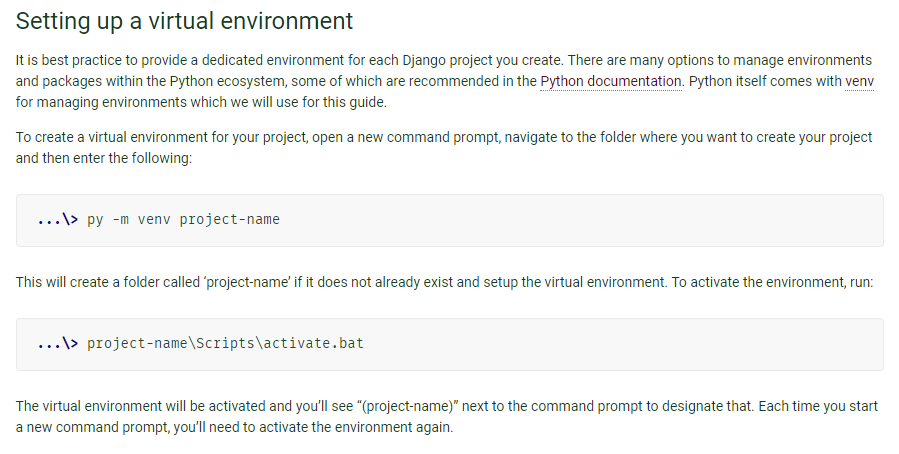 Setting up a virtual environment
It is best practice to provide a dedicated environment for each Django project you create. There are many options to manage environments
and packages within the Python ecosystem, some of which are recommended in the Python documentation. Python itself comes with venv
for managing environments which we will use for this guide.
To create a virtual environment for your project, open a new command prompt, navigate to the folder where you want to create your project
and then enter the following:
...\> py -m venv project-name
This will create a folder called ‘project-name’ if it does not already exist and setup the virtual environment. To activate the environment, run:
...\> project-name\Scripts\activate.bat
The virtual environment will be activated and you’ll see “(project-name)” next to the command prompt to designate that. Each time you start
a new command prompt, you’ll need to activate the environment again.